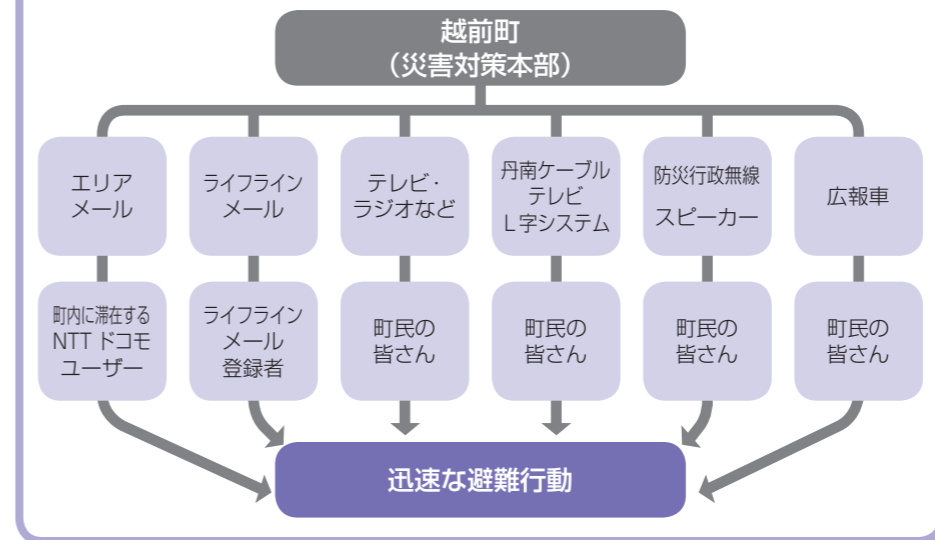 越前町
（災害対策本部）
エリア
メール
ライフライン
メール
テレビ・
ラジオなど
丹南ケーブル
テレビ
L字システム
防災行政無線
スピーカー
広報車
町内に滞在する
NTTドコモ
ユーザー
ライフライン
メール
登録者
町民の
皆さん
町民の
皆さん
町民の
皆さん
町民の
皆さん
迅速な避難行動